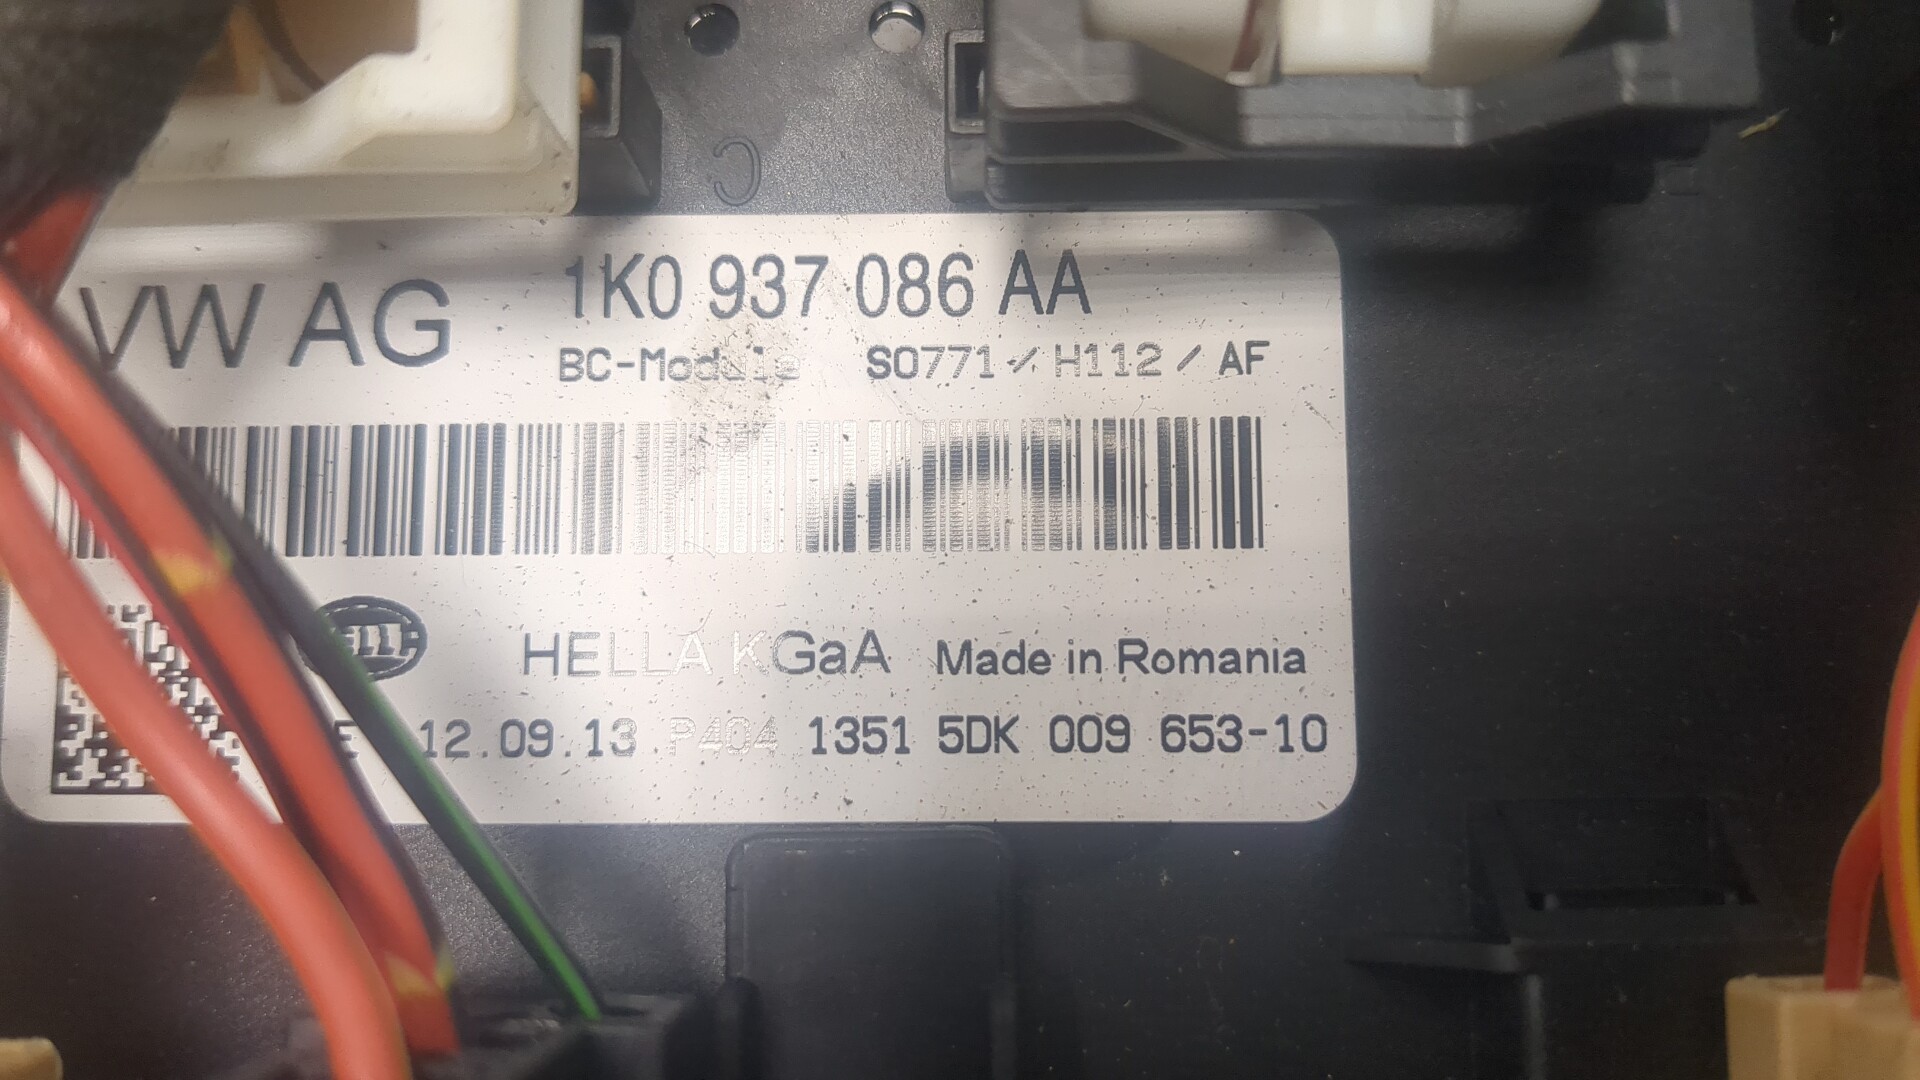 C
VW AG 1K0 937 086 AA
BC-Module S0771 / H112 / AF
HELLA HELLA KGaA Made in Romania
E 12.09.13 P404 1351 5DK 009 653-10